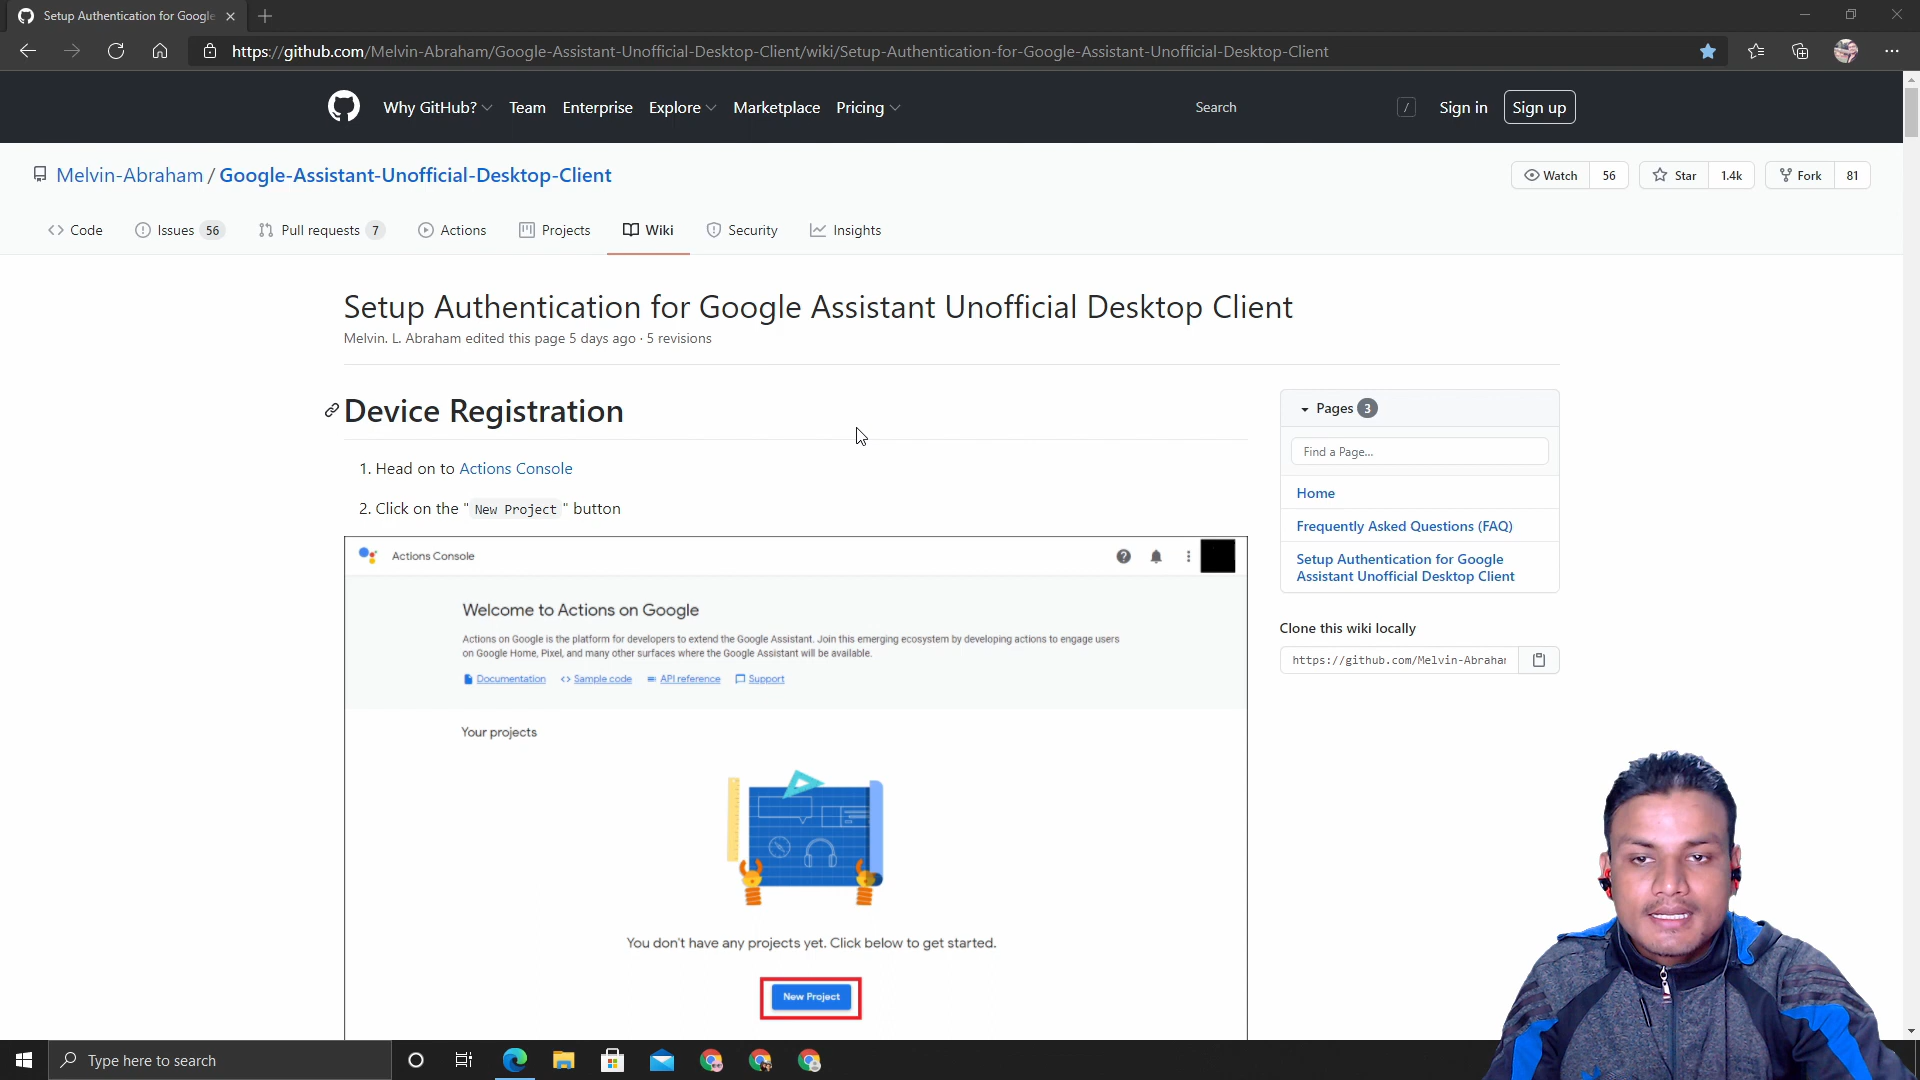 Setup Authentication for Google
https://github.com/Melvin-Abraham/Google-Assistant-Unofficial-Desktop-Client/wiki/Setup-Authentication-for-Google-Assistant-Unofficial-Desktop-Client
Why GitHub? Team Enterprise Explore Marketplace Pricing Search / Sign in Sign up
Melvin-Abraham / Google-Assistant-Unofficial-Desktop-Client
Watch 56 Star 1.4k Fork 81
Code Issues 56 Pull requests 7 Actions Projects Wiki Security Insights
Setup Authentication for Google Assistant Unofficial Desktop Client
Melvin. L. Abraham edited this page 5 days ago · 5 revisions
Device Registration
1. Head on to Actions Console
2. Click on the "New Project" button
Actions Console
Welcome to Actions on Google
Actions on Google is the platform for developers to extend the Google Assistant. Join this emerging ecosystem by developing actions to engage users
on Google Home, Pixel, and many other surfaces where the Google Assistant will be available.
Documentation Sample code API reference Support
Your projects
You don't have any projects yet. Click below to get started.
New Project
Pages 3
Find a Page...
Home
Frequently Asked Questions (FAQ)
Setup Authentication for Google
Assistant Unofficial Desktop Client
Clone this wiki locally
https://github.com/Melvin-Abrahar
Type here to search